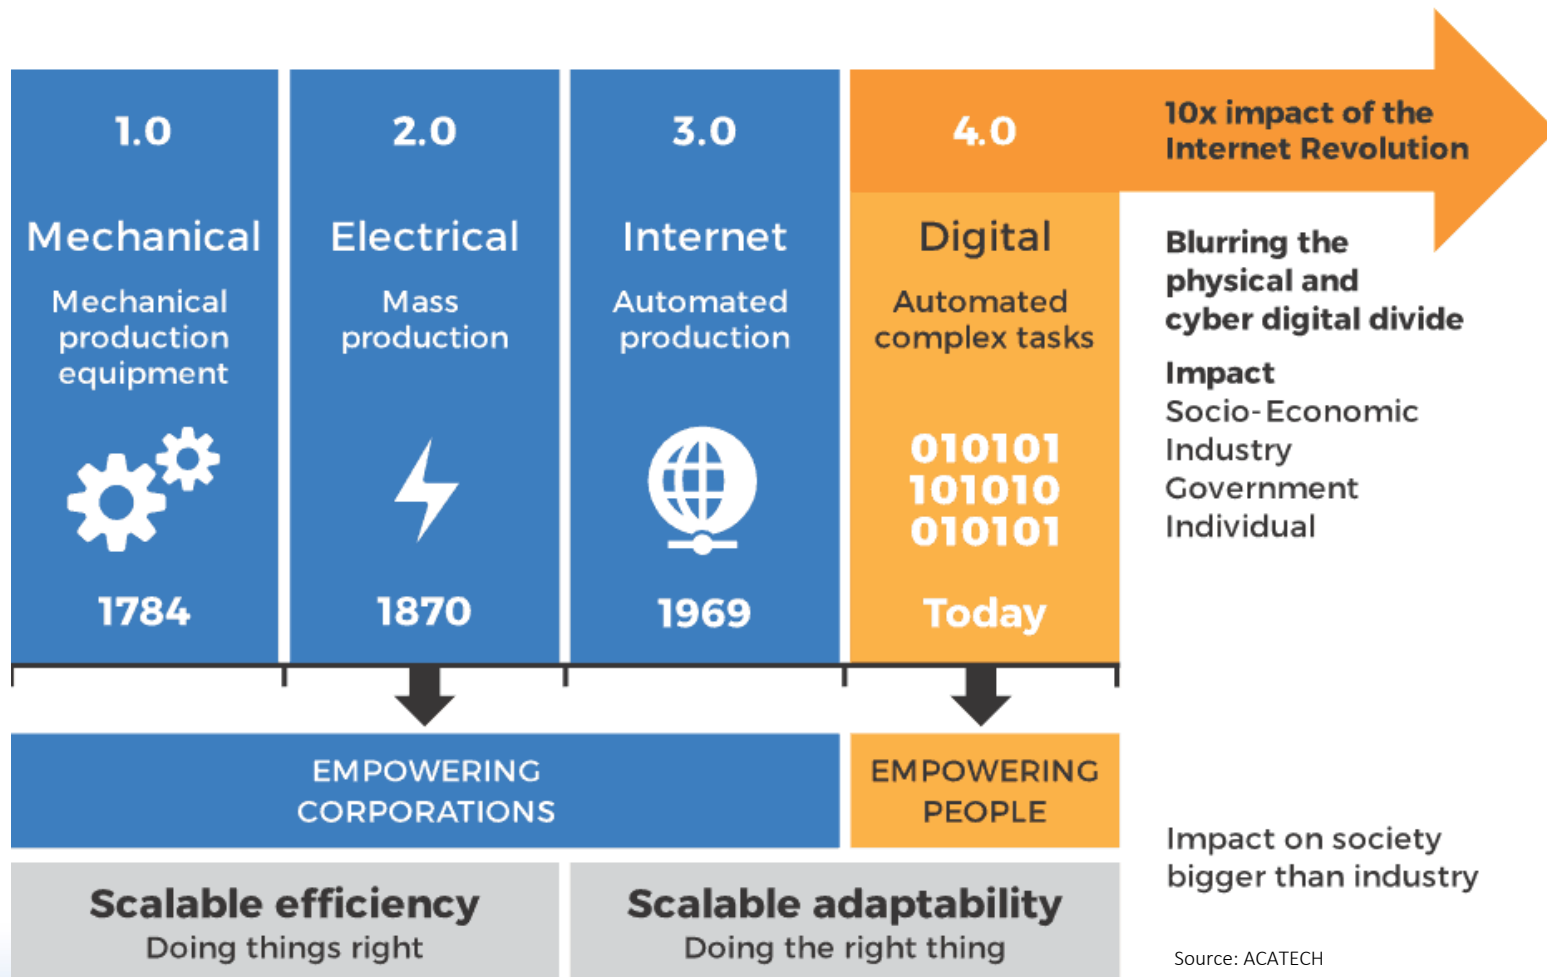 1.0
Mechanical
Mechanical
production
equipment
1784
2.0
Electrical
Mass
production
1870
3.0
Internet
Automated
production
1969
4.0
Digital
Automated
complex tasks
010101
101010
010101
Today
10x impact of the
Internet Revolution
Blurring the
physical and
cyber digital divide
Impact
Socio-Economic
Industry
Government
Individual
EMPOWERING
CORPORATIONS
EMPOWERING
PEOPLE
Impact on society
bigger than industry
Scalable efficiency
Doing things right
Scalable adaptability
Doing the right thing
Source: ACATECH